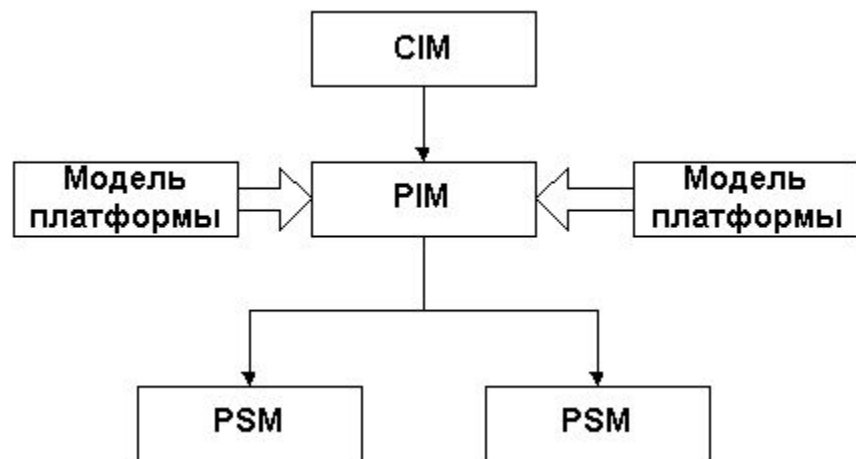 CIM
Модель
платформы
PIM
Модель
платформы
PSM
PSM